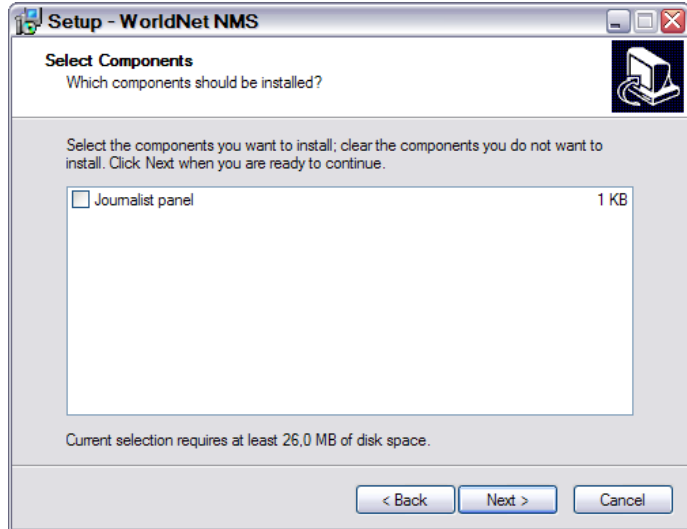 Setup - WorldNet NMS
Select Components
Which components should be installed?
Select the components you want to install; clear the components you do not want to
install. Click Next when you are ready to continue.
Journalist panel 1 KB
Current selection requires at least 26,0 MB of disk space.
< Back Next > Cancel